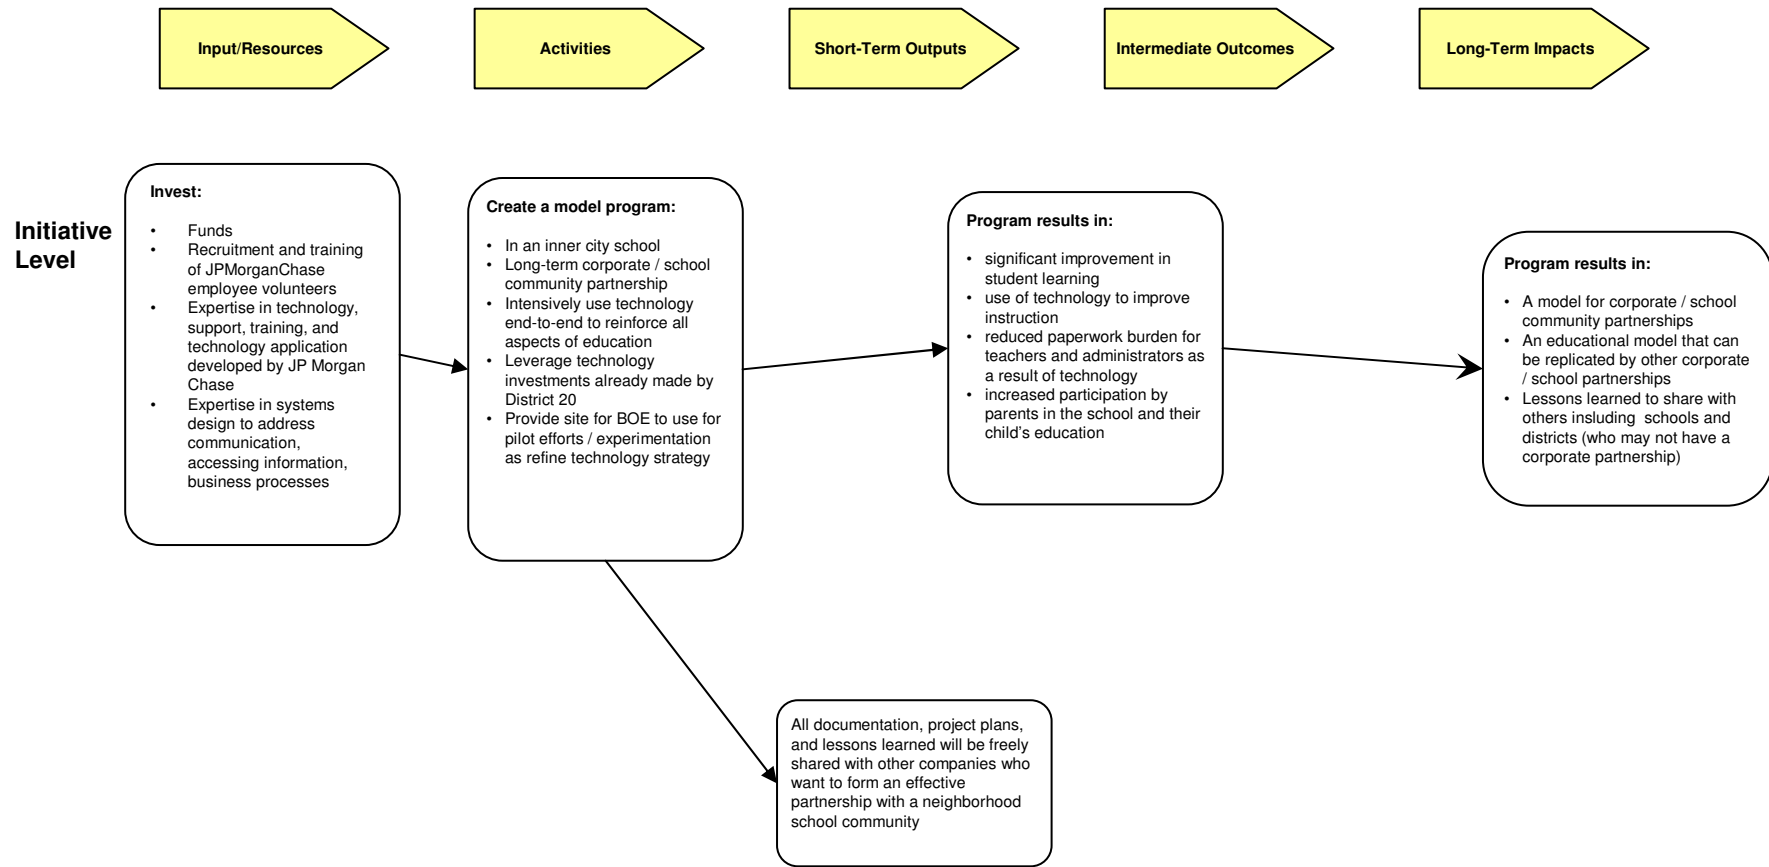 Input/Resources
Activities
Short-Term Outputs
Intermediate Outcomes
Long-Term Impacts
Initiative
Level
Invest:
• Funds
• Recruitment and training
of JPMorganChase
employee volunteers
• Expertise in technology,
support, training, and
technology application
developed by JP Morgan
Chase
• Expertise in systems
design to address
communication,
accessing information,
business processes
Create a model program:
• In an inner city school
• Long-term corporate / school
community partnership
• Intensively use technology
end-to-end to reinforce all
aspects of education
• Leverage technology
investments already made by
District 20
• Provide site for BOE to use for
pilot efforts / experimentation
as refine technology strategy
Program results in:
• significant improvement in
student learning
• use of technology to improve
instruction
• reduced paperwork burden for
teachers and administrators as
a result of technology
• increased participation by
parents in the school and their
child's education
Program results in:
• A model for corporate / school
community partnerships
• An educational model that can
be replicated by other corporate
/ school partnerships
• Lessons learned to share with
others including schools and
districts (who may not have a
corporate partnership)
All documentation, project plans,
and lessons learned will be freely
shared with other companies who
want to form an effective
partnership with a neighborhood
school community